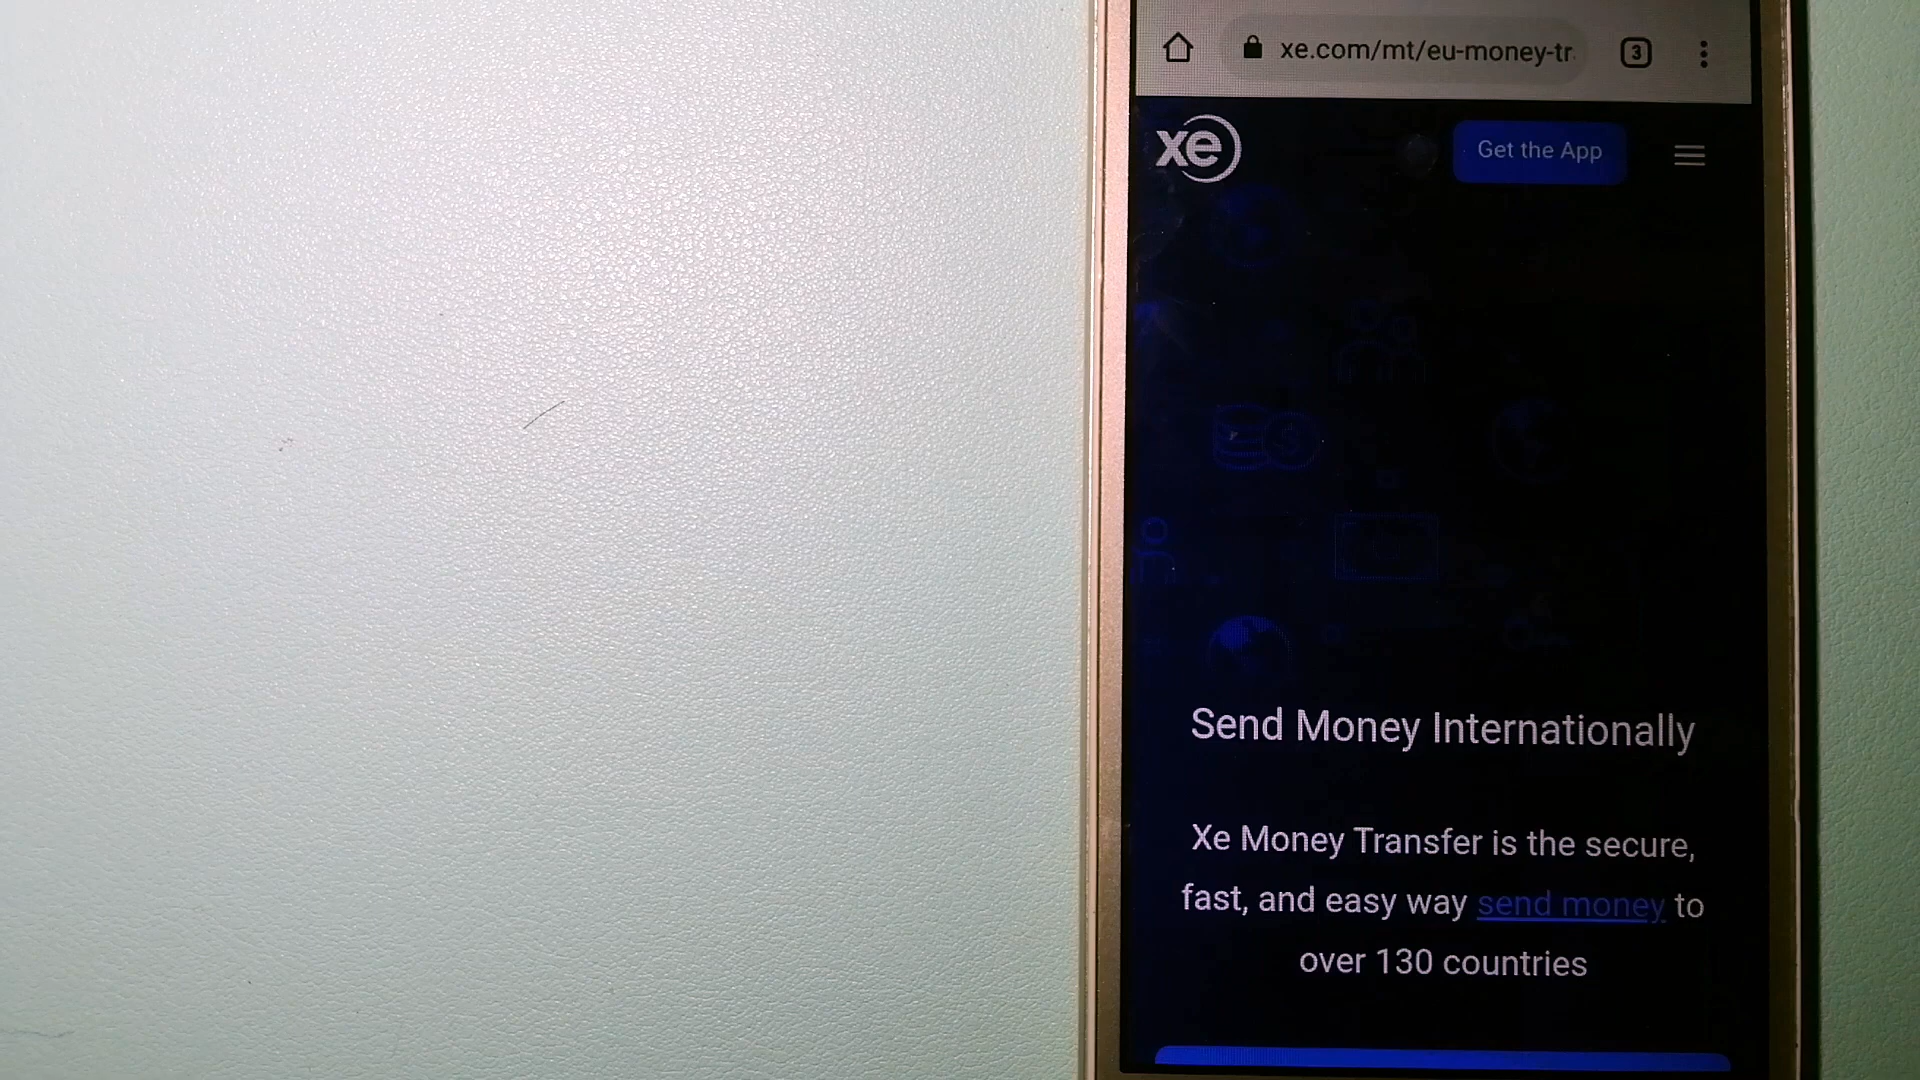 xe.com/mt/eu-money-tr
3
xe
Get the App
Send Money Internationally
Xe Money Transfer is the secure,
fast, and easy way send money to
over 130 countries